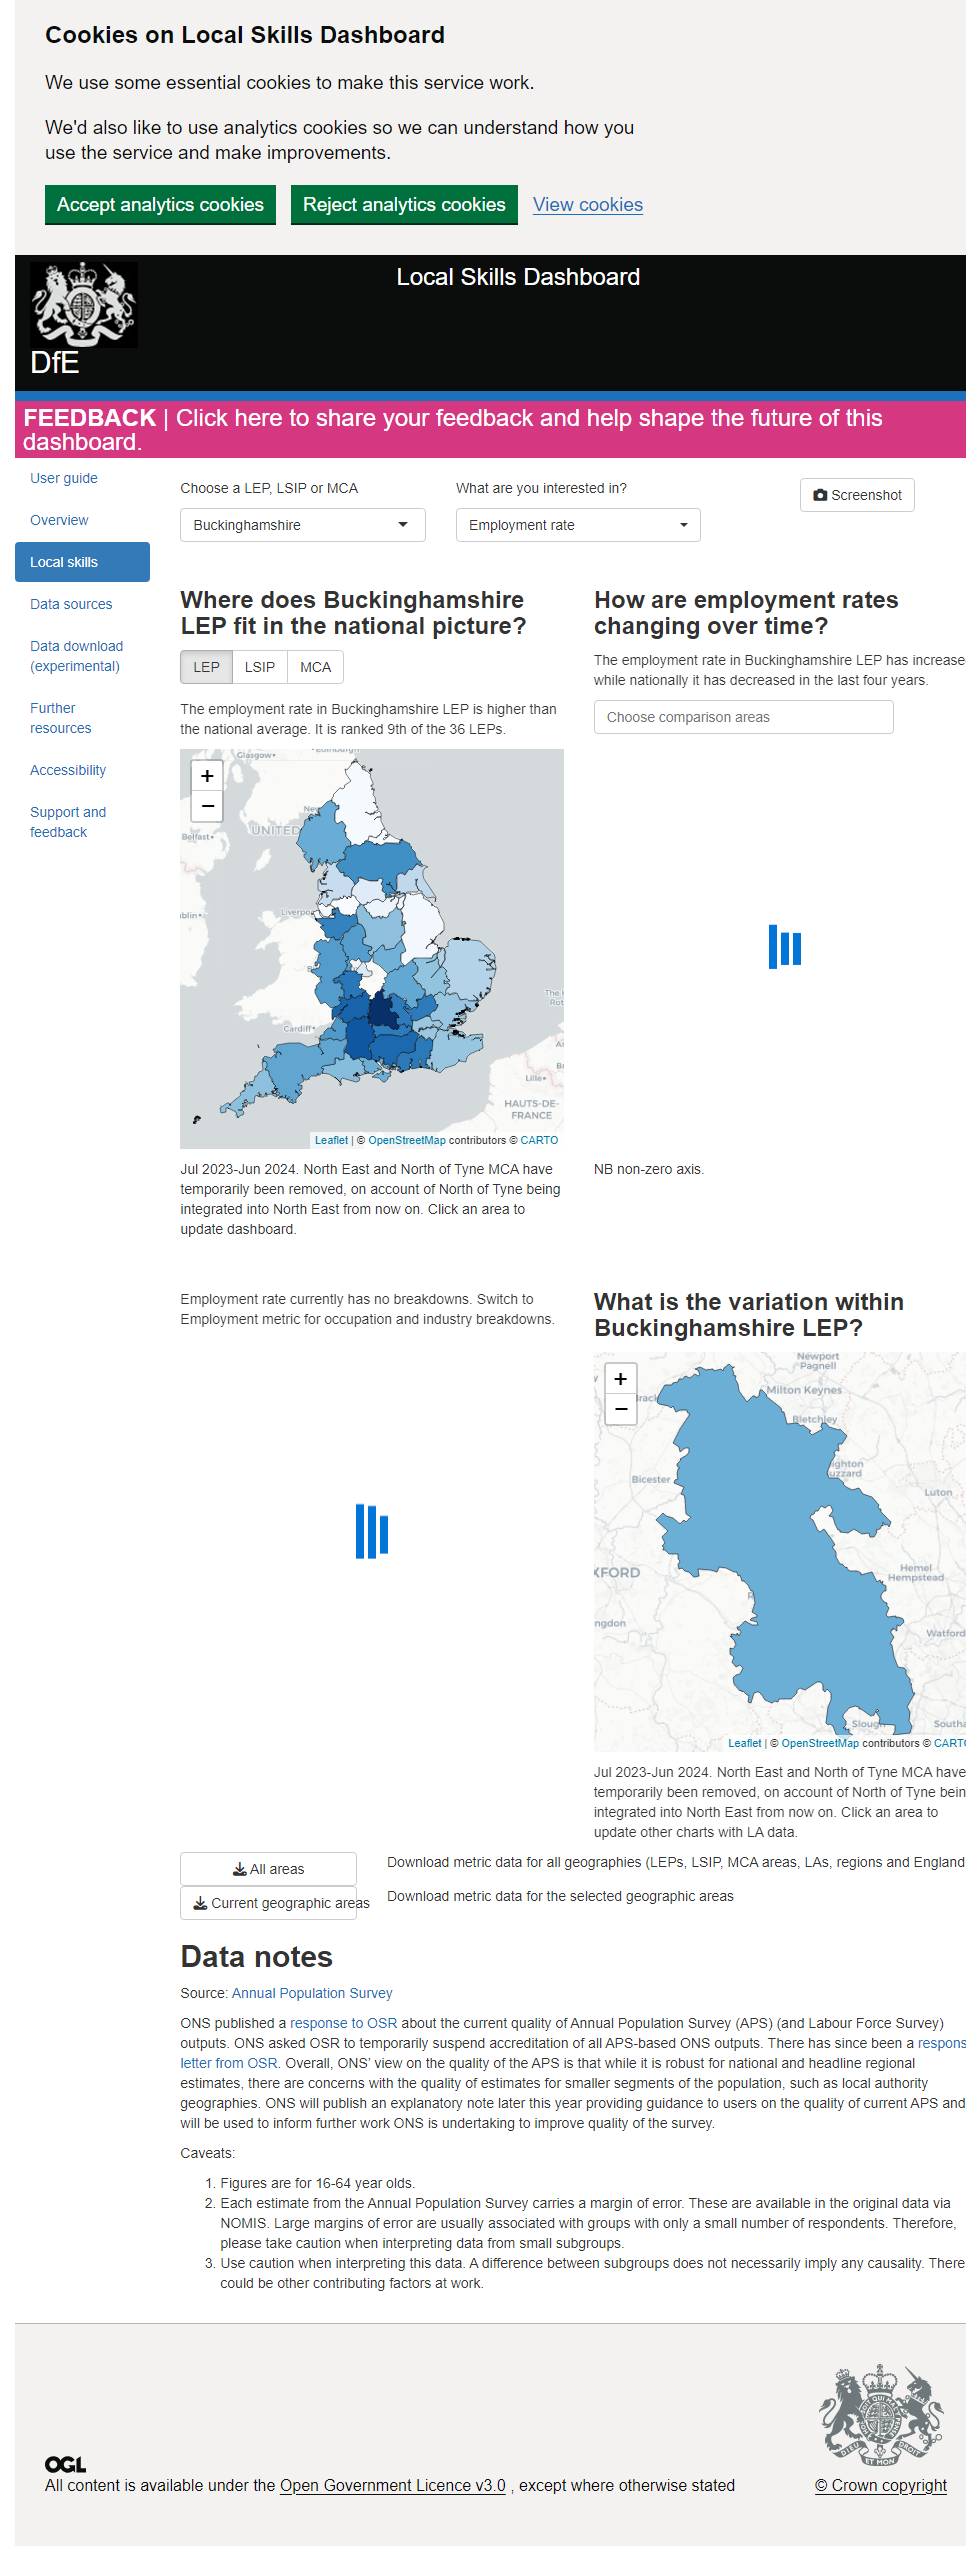 Cookies on Local Skills Dashboard
We use some essential cookies to make this service work.
We'd also like to use analytics cookies so we can understand how you
use the service and make improvements.
Accept analytics cookies
Reject analytics cookies
View cookies
Local Skills Dashboard
DfE
FEEDBACK | Click here to share your feedback and help shape the future of this
dashboard.
User guide
Overview
Local skills
Data sources
Data download
(experimental)
Further
resources
Accessibility
Support and
feedback
Choose a LEP, LSIP or MCA
Buckinghamshire
What are you interested in?
Employment rate
Screenshot
Where does Buckinghamshire
LEP fit in the national picture?
LEP
LSIP
MCA
The employment rate in Buckinghamshire LEP is higher than
the national average. It is ranked 9th of the 36 LEPs.
+
−
Glasgow
Edinburgh
UNITED
Belfast
blin
Liverpo
Cardiff
The
Rot
Lille
HAUTS-DE-
FRANCE
Leaflet | © OpenStreetMap contributors © CARTO
Jul 2023-Jun 2024. North East and North of Tyne MCA have
temporarily been removed, on account of North of Tyne being
integrated into North East from now on. Click an area to
update dashboard.
How are employment rates
changing over time?
The employment rate in Buckinghamshire LEP has increase
while nationally it has decreased in the last four years.
Choose comparison areas
NB non-zero axis.
Employment rate currently has no breakdowns. Switch to
Employment metric for occupation and industry breakdowns.
What is the variation within
Buckinghamshire LEP?
+
−
Newport
Pagnell
Brack
Milton Keynes
Bletchley
ighton
uzzard
Bicester
Luton
XFORD
Hemel
Hempstead
ngdon
Watford
Slough
Southa
Leaflet | © OpenStreetMap contributors © CART
Jul 2023-Jun 2024. North East and North of Tyne MCA have
temporarily been removed, on account of North of Tyne bein
integrated into North East from now on. Click an area to
update other charts with LA data.
All areas
Download metric data for all geographies (LEPs, LSIP, MCA areas, LAs, regions and England
Current geographic areas
Download metric data for the selected geographic areas
Data notes
Source: Annual Population Survey
ONS published a response to OSR about the current quality of Annual Population Survey (APS) (and Labour Force Survey)
outputs. ONS asked OSR to temporarily suspend accreditation of all APS-based ONS outputs. There has since been a respons
letter from OSR. Overall, ONS' view on the quality of the APS is that while it is robust for national and headline regional
estimates, there are concerns with the quality of estimates for smaller segments of the population, such as local authority
geographies. ONS will publish an explanatory note later this year providing guidance to users on the quality of current APS and
will be used to inform further work ONS is undertaking to improve quality of the survey.
Caveats:
1. Figures are for 16-64 year olds.
2. Each estimate from the Annual Population Survey carries a margin of error. These are available in the original data via
NOMIS. Large margins of error are usually associated with groups with only a small number of respondents. Therefore,
please take caution when interpreting data from small subgroups.
3. Use caution when interpreting this data. A difference between subgroups does not necessarily imply any causality. There
could be other contributing factors at work.
OGL
All content is available under the Open Government Licence v3.0 , except where otherwise stated
© Crown copyright